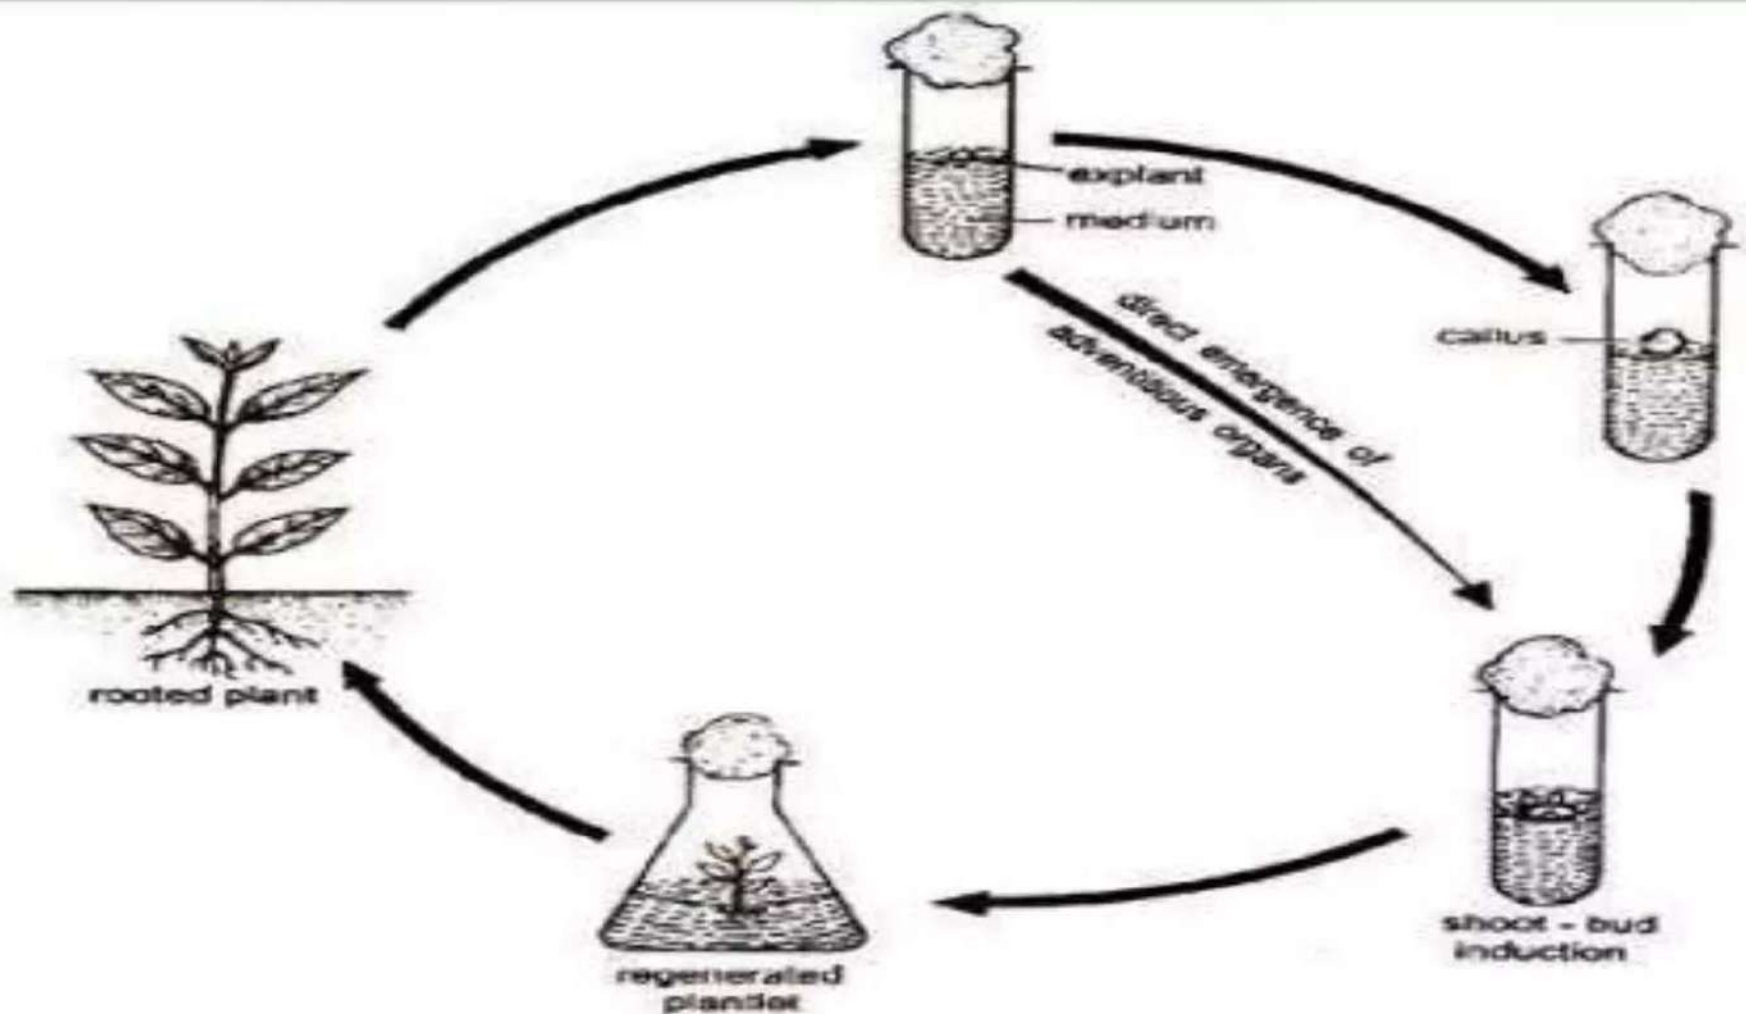 explant
medium
callus
direct emergence of
adventitious organs
shoot - bud
induction
regenerated
plantlet
rooted plant